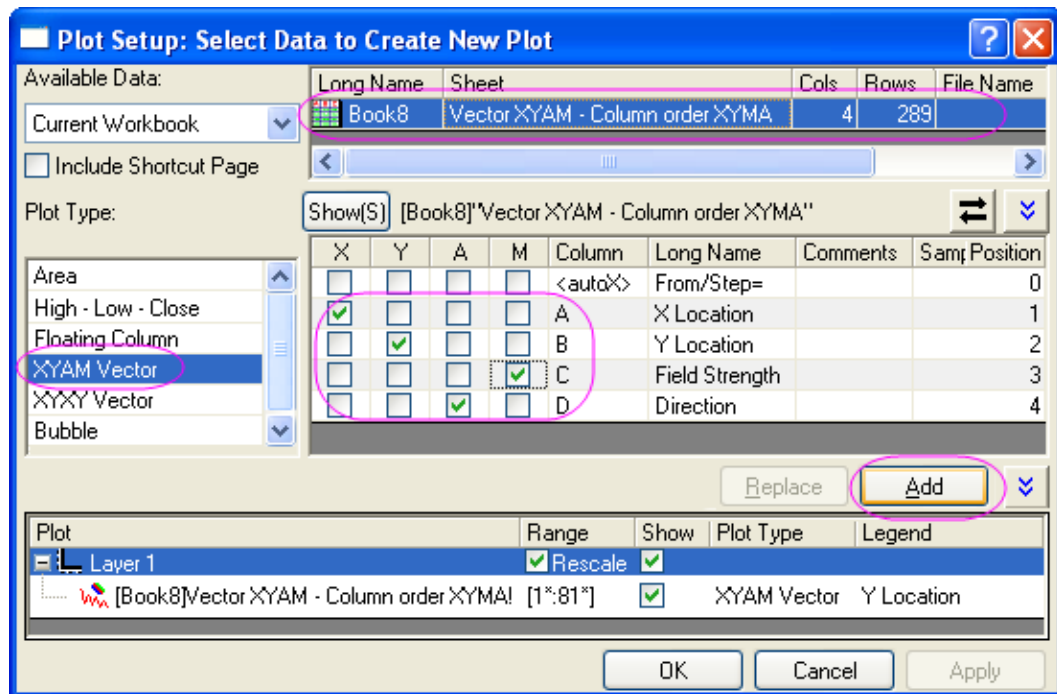 Plot Setup: Select Data to Create New Plot
Available Data:
Current Workbook
Include Shortcut Page
Long Name Sheet Cols Rows File Name
Book8 Vector XYAM - Column order XYMA 4 289
Plot Type:
Show(S) [Book8]"Vector XYAM - Column order XYMA"
Area
High - Low - Close
Floating Column
XYAM Vector
XYXY Vector
Bubble
X Y A M Column Long Name Comments Samp Position
<autoX> From/Step= 0
A X Location 1
B Y Location 2
C Field Strength 3
D Direction 4
Replace Add
Plot Range Show Plot Type Legend
Layer 1 Rescale
[Book8]Vector XYAM - Column order XYMA! [1*:81*] XYAM Vector Y Location
OK Cancel Apply